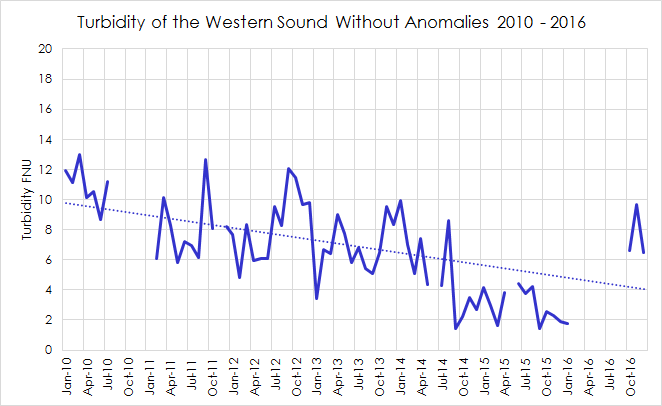 Turbidity of the Western Sound Without Anomalies 2010 - 2016
Turbidity FNU
20
18
16
14
12
10
8
6
4
2
0
Jan-10
Apr-10
Jul-10
Oct-10
Jan-11
Apr-11
Jul-11
Oct-11
Jan-12
Apr-12
Jul-12
Oct-12
Jan-13
Apr-13
Jul-13
Oct-13
Jan-14
Apr-14
Jul-14
Oct-14
Jan-15
Apr-15
Jul-15
Oct-15
Jan-16
Apr-16
Jul-16
Oct-16